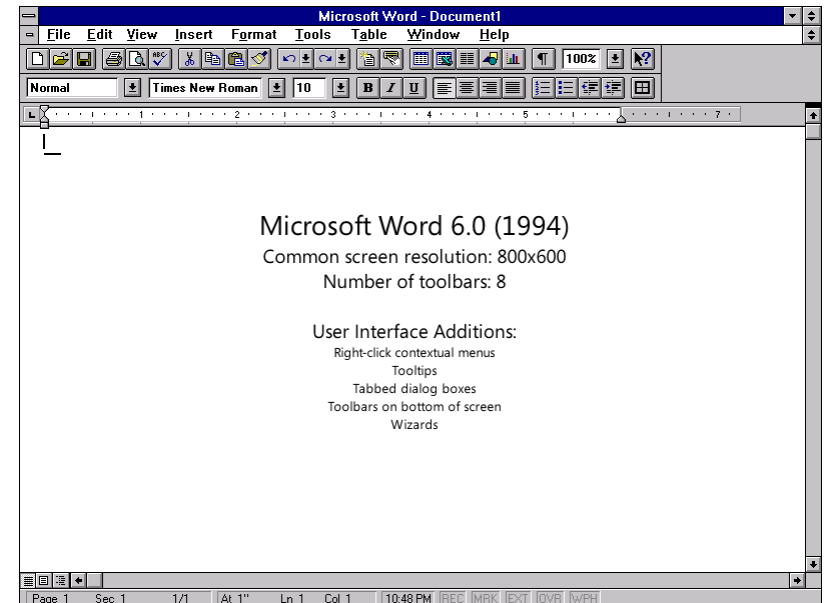 Microsoft Word - Document1
File Edit View Insert Format Tools Table Window Help
ABC 100% ¶ ?
Normal Times New Roman 10 B I U
1 2 3 4 5 7
Microsoft Word 6.0 (1994)
Common screen resolution: 800x600
Number of toolbars: 8
User Interface Additions:
Right-click contextual menus
Tooltips
Tabbed dialog boxes
Toolbars on bottom of screen
Wizards
Page 1 Sec 1 1/1 At 1" Ln 1 Col 1 10:48 PM REC MRK EXT OVR WPH